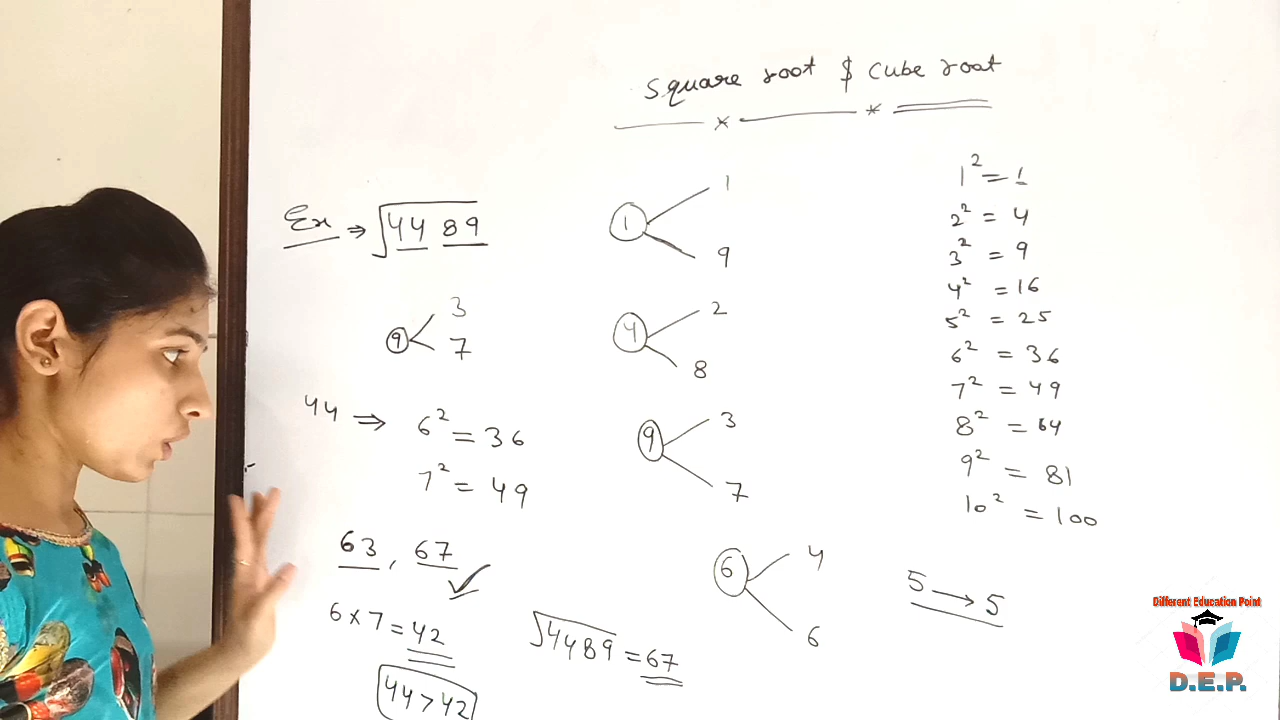 Square root & Cube root
Ex ⇒ √4489
9 < 3
7
44 ⇒ 6² = 36
7² = 49
63, 67 ✓
6 × 7 = 42
44 > 42
√4489 = 67
1 < 1
9
4 < 2
8
9 < 3
7
6 < 4
6
1² = 1
2² = 4
3² = 9
4² = 16
5² = 25
6² = 36
7² = 49
8² = 64
9² = 81
10² = 100
5 → 5
Different Education Point
D.E.P.